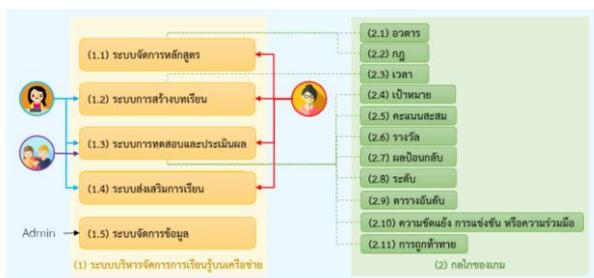 (1.1) ระบบจัดการหลักสูตร
(1.2) ระบบการสร้างบทเรียน
(1.3) ระบบการทดสอบและประเมินผล
(1.4) ระบบส่งเสริมการเรียน
Admin
(1.5) ระบบจัดการข้อมูล
(1) ระบบบริหารจัดการการเรียนรู้บนเครือข่าย
(2.1) อวตาร
(2.2) กฎ
(2.3) เวลา
(2.4) เป้าหมาย
(2.5) คะแนนสะสม
(2.6) รางวัล
(2.7) ผลป้อนกลับ
(2.8) ระดับ
(2.9) ตารางอันดับ
(2.10) ความขัดแย้ง การแข่งขัน หรือความร่วมมือ
(2.11) การถูกท้าทาย
(2) กลไกของเกม